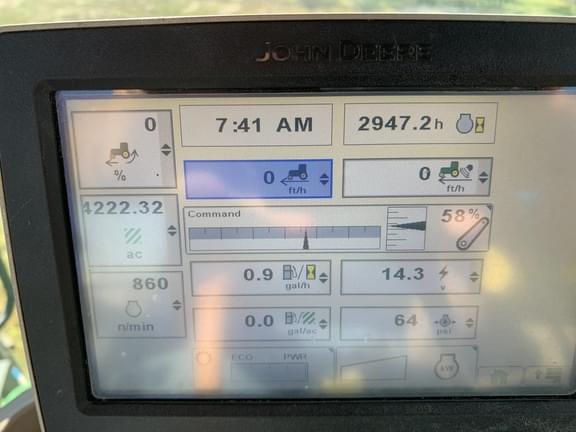 JOHN DEERE
0
%
7:41 AM
2947.2 h
0
ft/h
0
ft/h
4222.32
ac
Command
58%
860
n/min
0.9
gal/h
14.3
v
0.0
gal/ac
64
psi
ECO PWR